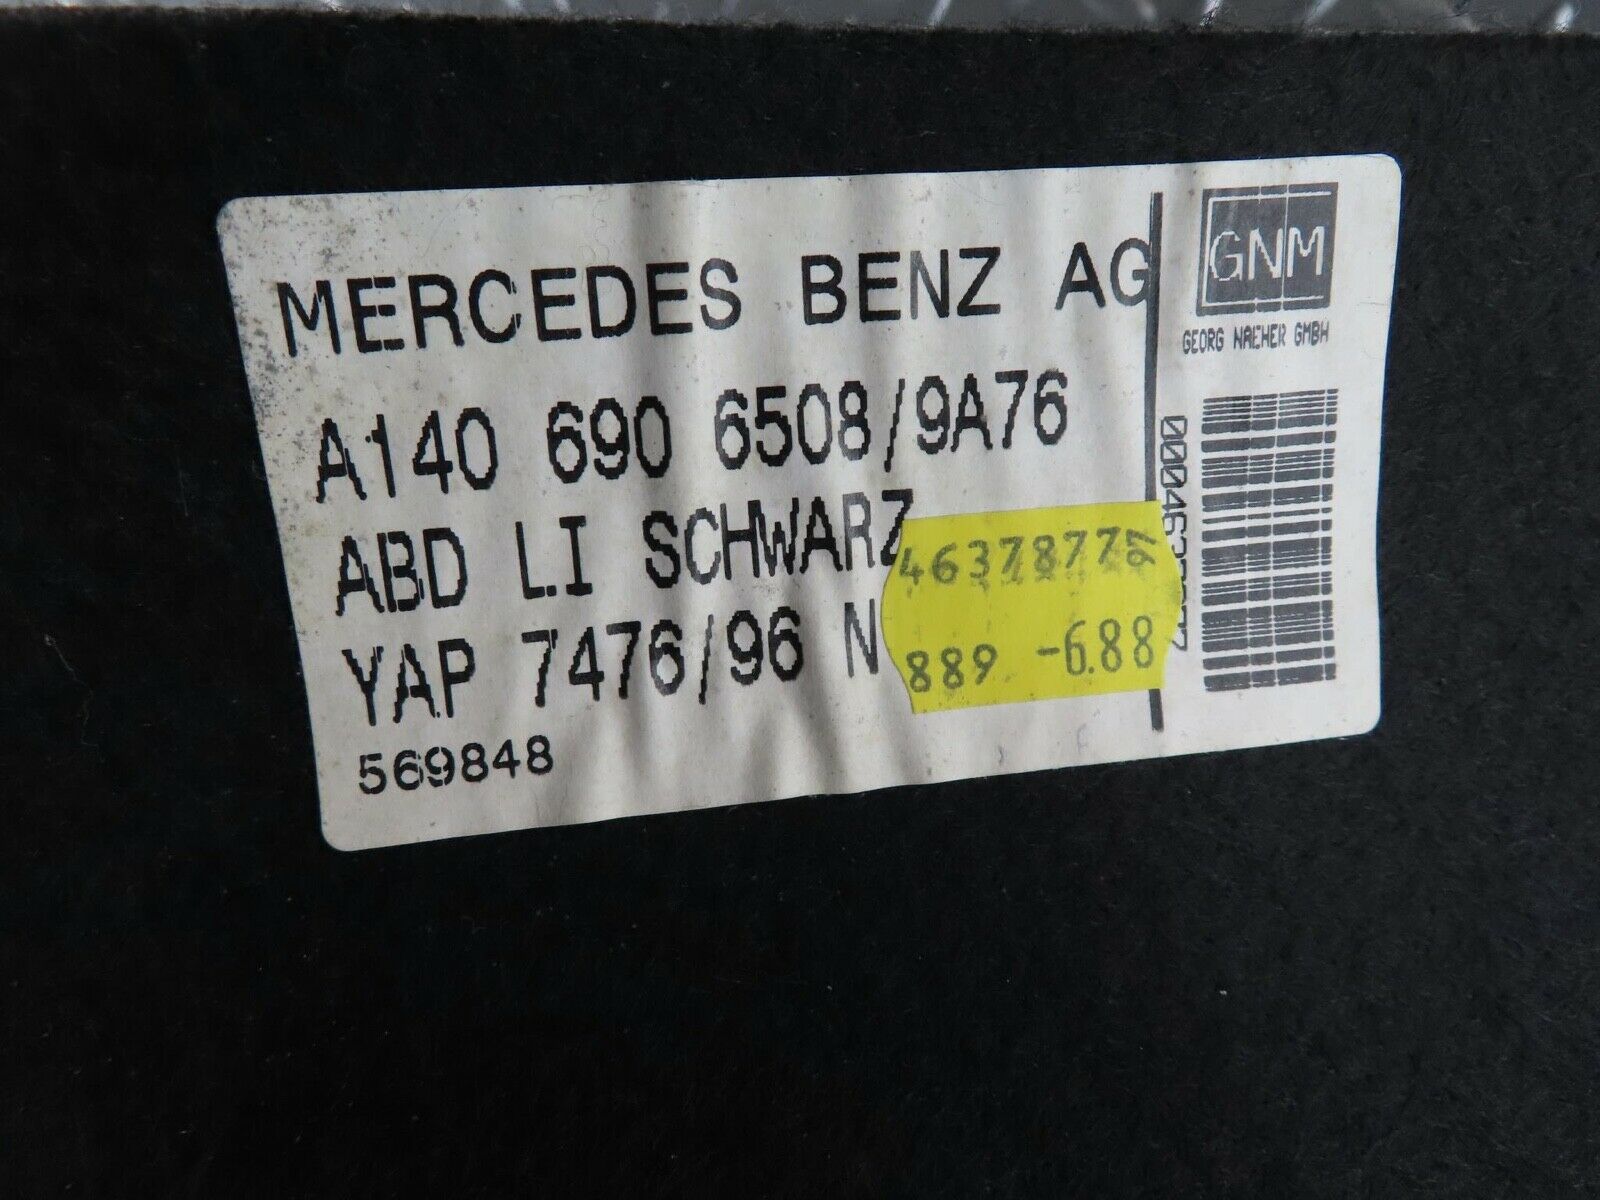 MERCEDES BENZ AG
GNM
GEORG NAEHER GMBH
A140 690 6508/9A76
ABD LI SCHWARZ
YAP 7476/96 N
569848
46378775
889 -6.88